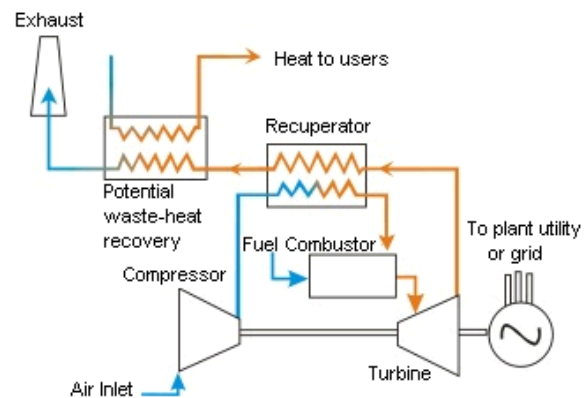 Exhaust
Heat to users
Recuperator
Potential
waste-heat
recovery
To plant utility
or grid
Fuel Combustor
Compressor
Turbine
Air Inlet